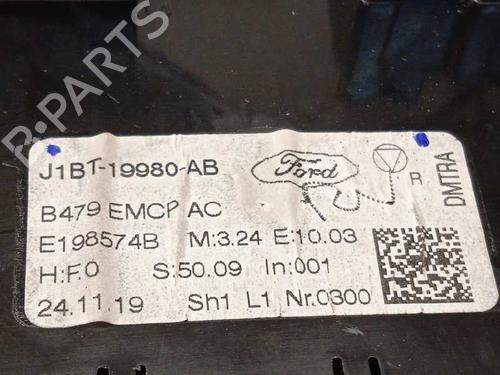 B-PARTS
J1BT-19980-AB
Ford
R
DMTRA
B479 EMCP AC
E198574B M:3.24 E:10.03
H:F.0 S:50.09 In:001
24.11.19 Sh1 L1 Nr.0300